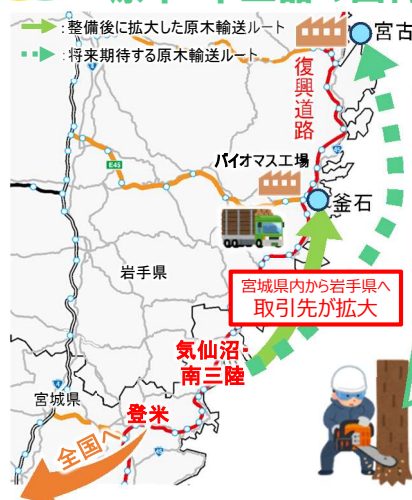 ：整備後に拡大した原木輸送ルート
：将来期待する原木輸送ルート
宮古
復興道路
バイオマス工場
E46
釜石
岩手県
宮城県内から岩手県へ
取引先が拡大
気仙沼・
南三陸
宮城県
4
登米
全国へ